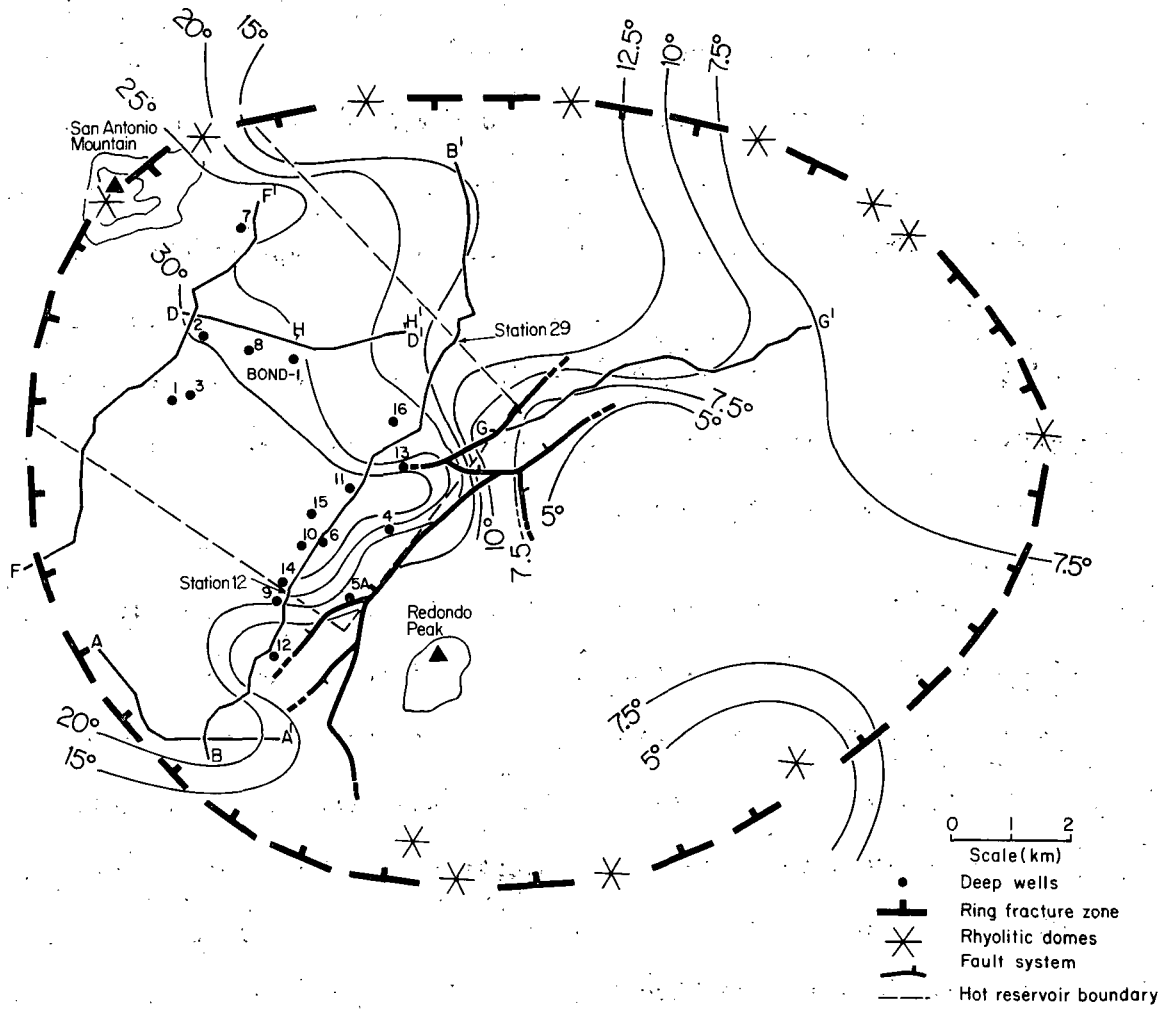 20°
15°
12.5°
10°
7.5°
25°
San Antonio
Mountain
B'
F'
7
30°
D
2
H
H'
D'
Station 29
G'
8
BOND-1
1
3
16
7.5°
5°
G
13
11
15
4
10
6
10°
7.5
5°
7.5°
F
Station 12
14
9
5A
Redondo
Peak
12
A
20°
15°
B
A'
7.5°
5°
0 1 2
Scale (km)
Deep wells
Ring fracture zone
Rhyolitic domes
Fault system
Hot reservoir boundary